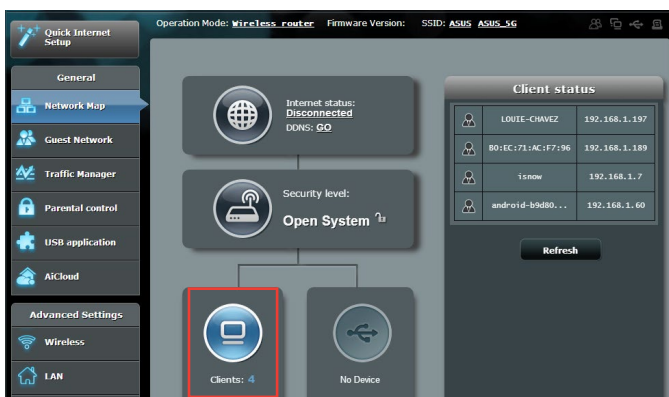 Operation Mode: Wireless router Firmware Version: SSID: ASUS ASUS_5G
Quick Internet
Setup
General
Network Map
Guest Network
Traffic Manager
Parental control
USB application
AiCloud
Advanced Settings
Wireless
LAN
Internet status:
Disconnected
DDNS: GO
Security level:
Open System
Clients: 4
No Device
Client status
LOUIE-CHAVEZ 192.168.1.197
80:EC:71:AC:F7:96 192.168.1.189
isnow 192.168.1.7
android-b9d80... 192.168.1.60
Refresh